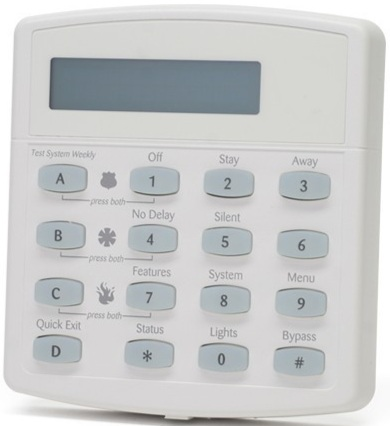 Test System Weekly Off Stay Away
A 1 2 3
press both
No Delay Silent
B 4 5 6
press both
Features System Menu
C 7 8 9
press both
Quick Exit Status Lights Bypass
D * 0 #